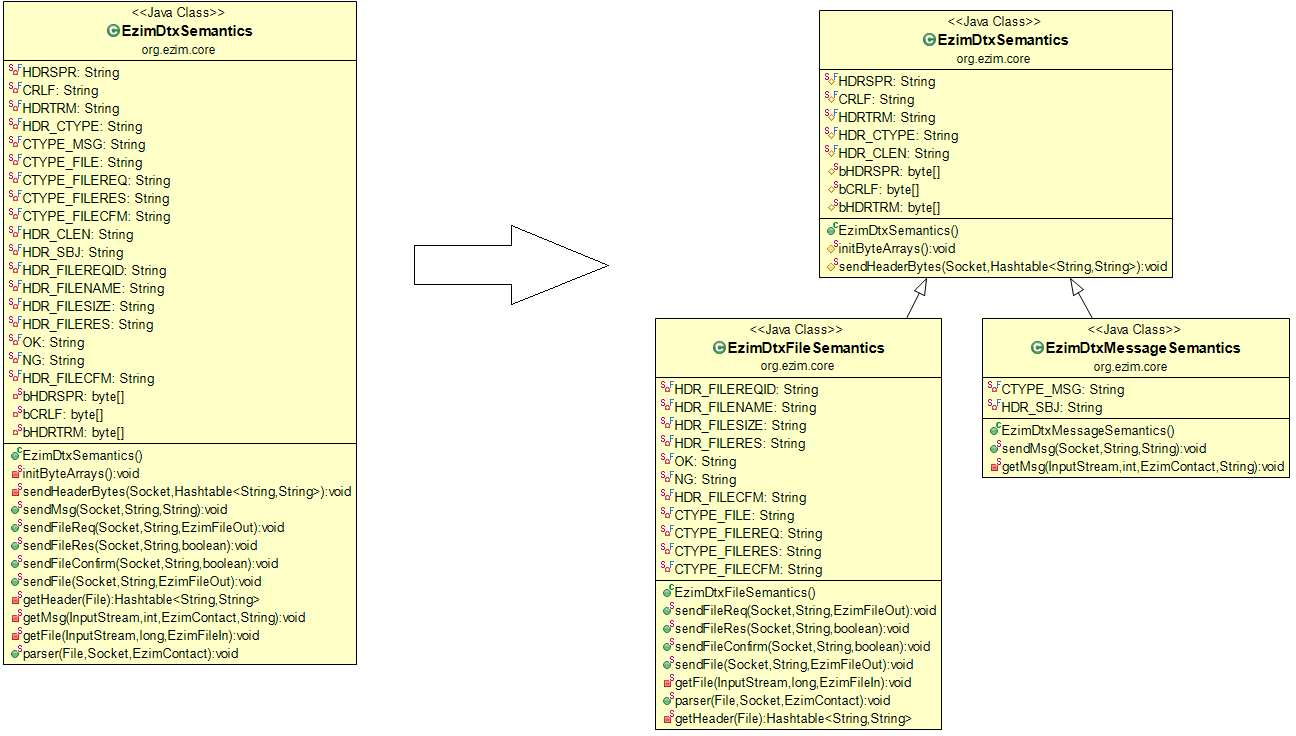 <<Java Class>>
EzimDtxSemantics
org.ezim.core
HDRSPR: String
CRLF: String
HDRTRM: String
HDR_CTYPE: String
CTYPE_MSG: String
CTYPE_FILE: String
CTYPE_FILEREQ: String
CTYPE_FILERES: String
CTYPE_FILECFM: String
HDR_CLEN: String
HDR_SBJ: String
HDR_FILEREQID: String
HDR_FILENAME: String
HDR_FILESIZE: String
HDR_FILERES: String
OK: String
NG: String
HDR_FILECFM: String
bHDRSPR: byte[]
bCRLF: byte[]
bHDRTRM: byte[]
EzimDtxSemantics()
initByteArrays():void
sendHeaderBytes(Socket,Hashtable<String,String>):void
sendMsg(Socket,String,String):void
sendFileReq(Socket,String,EzimFileOut):void
sendFileRes(Socket,String,boolean):void
sendFileConfirm(Socket,String,boolean):void
sendFile(Socket,String,EzimFileOut):void
getHeader(File):Hashtable<String,String>
getMsg(InputStream,int,EzimContact,String):void
getFile(InputStream,long,EzimFileIn):void
parser(File,Socket,EzimContact):void
<<Java Class>>
EzimDtxSemantics
org.ezim.core
HDRSPR: String
CRLF: String
HDRTRM: String
HDR_CTYPE: String
HDR_CLEN: String
bHDRSPR: byte[]
bCRLF: byte[]
bHDRTRM: byte[]
EzimDtxSemantics()
initByteArrays():void
sendHeaderBytes(Socket,Hashtable<String,String>):void
<<Java Class>>
EzimDtxFileSemantics
org.ezim.core
HDR_FILEREQID: String
HDR_FILENAME: String
HDR_FILESIZE: String
HDR_FILERES: String
OK: String
NG: String
HDR_FILECFM: String
CTYPE_FILE: String
CTYPE_FILEREQ: String
CTYPE_FILERES: String
CTYPE_FILECFM: String
EzimDtxFileSemantics()
sendFileReq(Socket,String,EzimFileOut):void
sendFileRes(Socket,String,boolean):void
sendFileConfirm(Socket,String,boolean):void
sendFile(Socket,String,EzimFileOut):void
getFile(InputStream,long,EzimFileIn):void
parser(File,Socket,EzimContact):void
getHeader(File):Hashtable<String,String>
<<Java Class>>
EzimDtxMessageSemantics
org.ezim.core
CTYPE_MSG: String
HDR_SBJ: String
EzimDtxMessageSemantics()
sendMsg(Socket,String,String):void
getMsg(InputStream,int,EzimContact,String):void